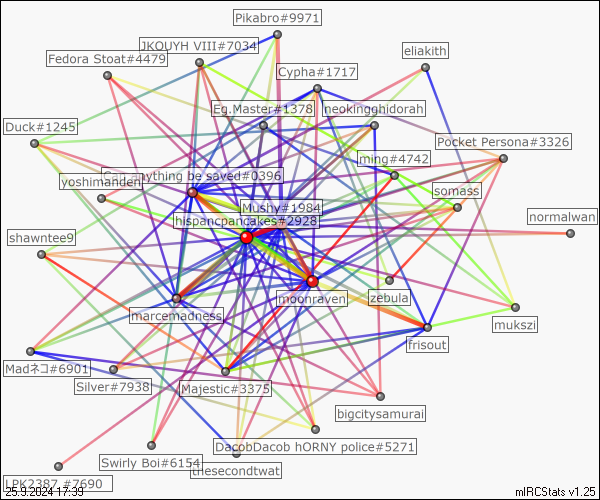 Pikabro#9971
JKOUYH VIII#7034
eliakith
Fedora Stoat#4479
Cypha#1717
Eg.Master#1378
neokingghidorah
Duck#1245
Pocket Persona#3326
ming#4742
Can anything be saved#0396
yoshimanden
somass
Mushy#1984
normalwan
hispancpancakes#2928
shawntee9
moonraven
zebula
marcemadness
mukszi
frisout
Madネコ#6901
Silver#7938
Majestic#3375
bigcitysamurai
DacobDacob hORNY police#5271
Swirly Boi#6154
thesecondtwat
LPK2387 #7690
25.9.2024 17:39
mIRCStats v1.25